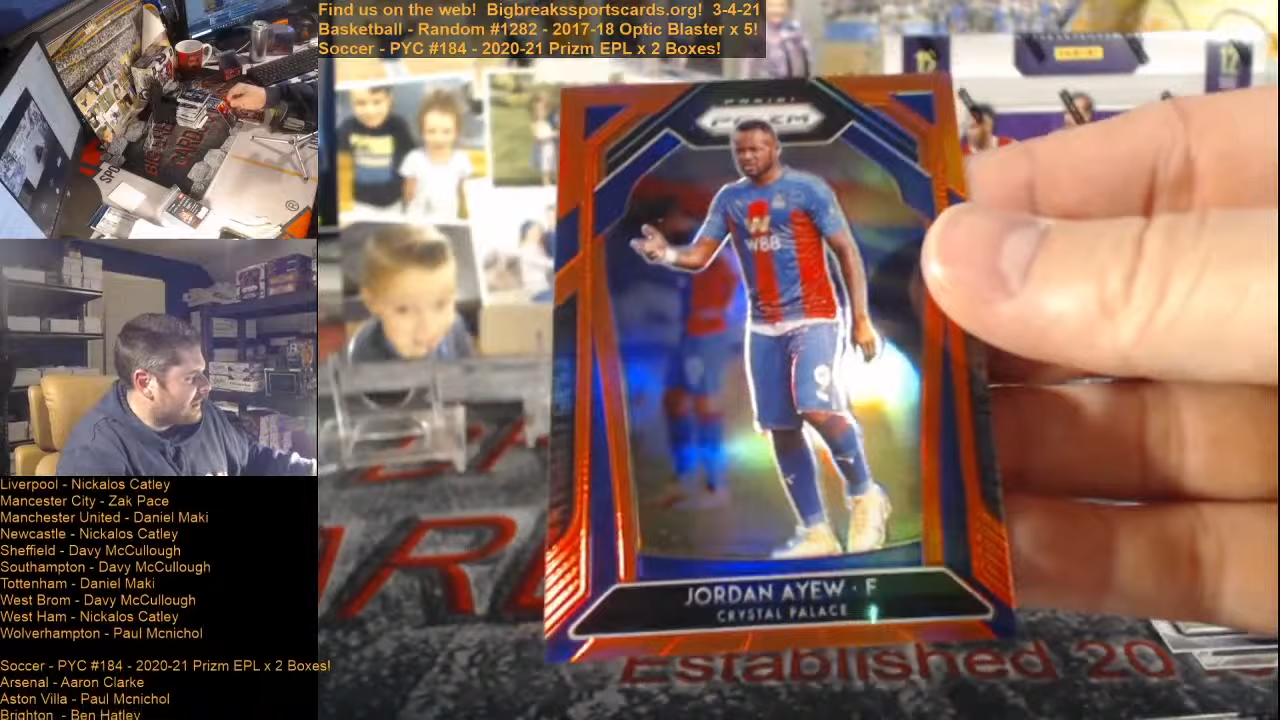 Find us on the web!  Bigbreakssportscards.org!  3-4-21
Basketball - Random #1282 - 2017-18 Optic Blaster x 5!
Soccer - PYC #184 - 2020-21 Prizm EPL x 2 Boxes!
PANINI
PRIZM
W88
9
JORDAN AYEW · F
CRYSTAL PALACE
Established 20
Liverpool - Nickalos Catley
Mancester City - Zak Pace
Manchester United - Daniel Maki
Newcastle - Nickalos Catley
Sheffield - Davy McCullough
Southampton - Davy McCullough
Tottenham - Daniel Maki
West Brom - Davy McCullough
West Ham - Nickalos Catley
Wolverhampton - Paul Mcnichol
Soccer - PYC #184 - 2020-21 Prizm EPL x 2 Boxes!
Arsenal - Aaron Clarke
Aston Villa - Paul Mcnichol
Brighton - Ben Hatley